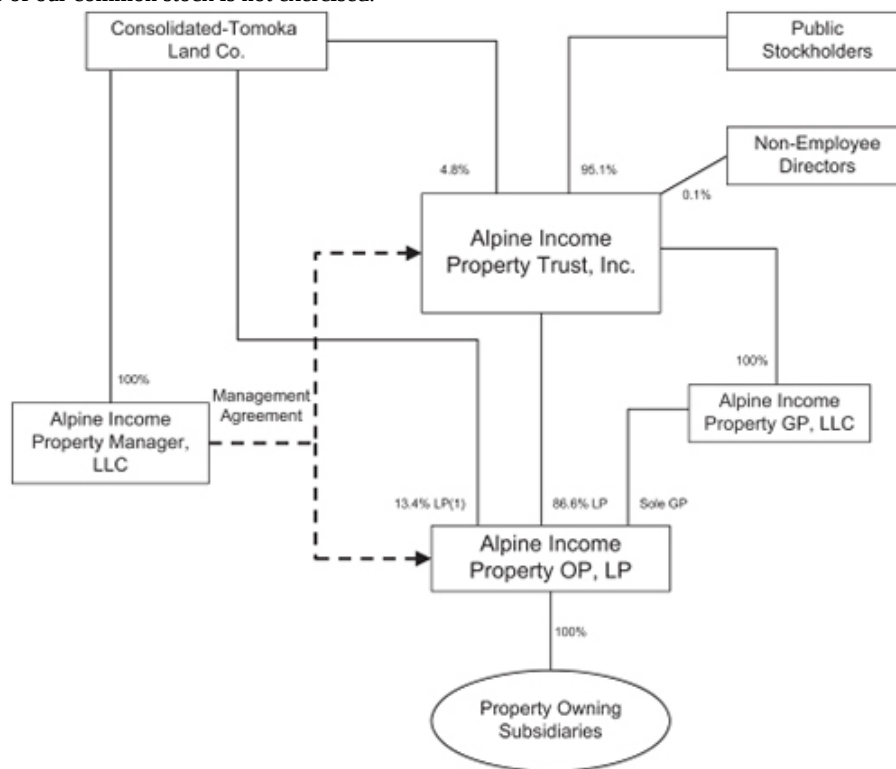 of our common stock is not exercised.
Consolidated-Tomoka
Land Co.
Public
Stockholders
Non-Employee
Directors
4.8%
95.1%
0.1%
Alpine Income
Property Trust, Inc.
100%
100%
Management
Agreement
Alpine Income
Property Manager,
LLC
Alpine Income
Property GP, LLC
13.4% LP(1)
86.6% LP
Sole GP
Alpine Income
Property OP, LP
100%
Property Owning
Subsidiaries